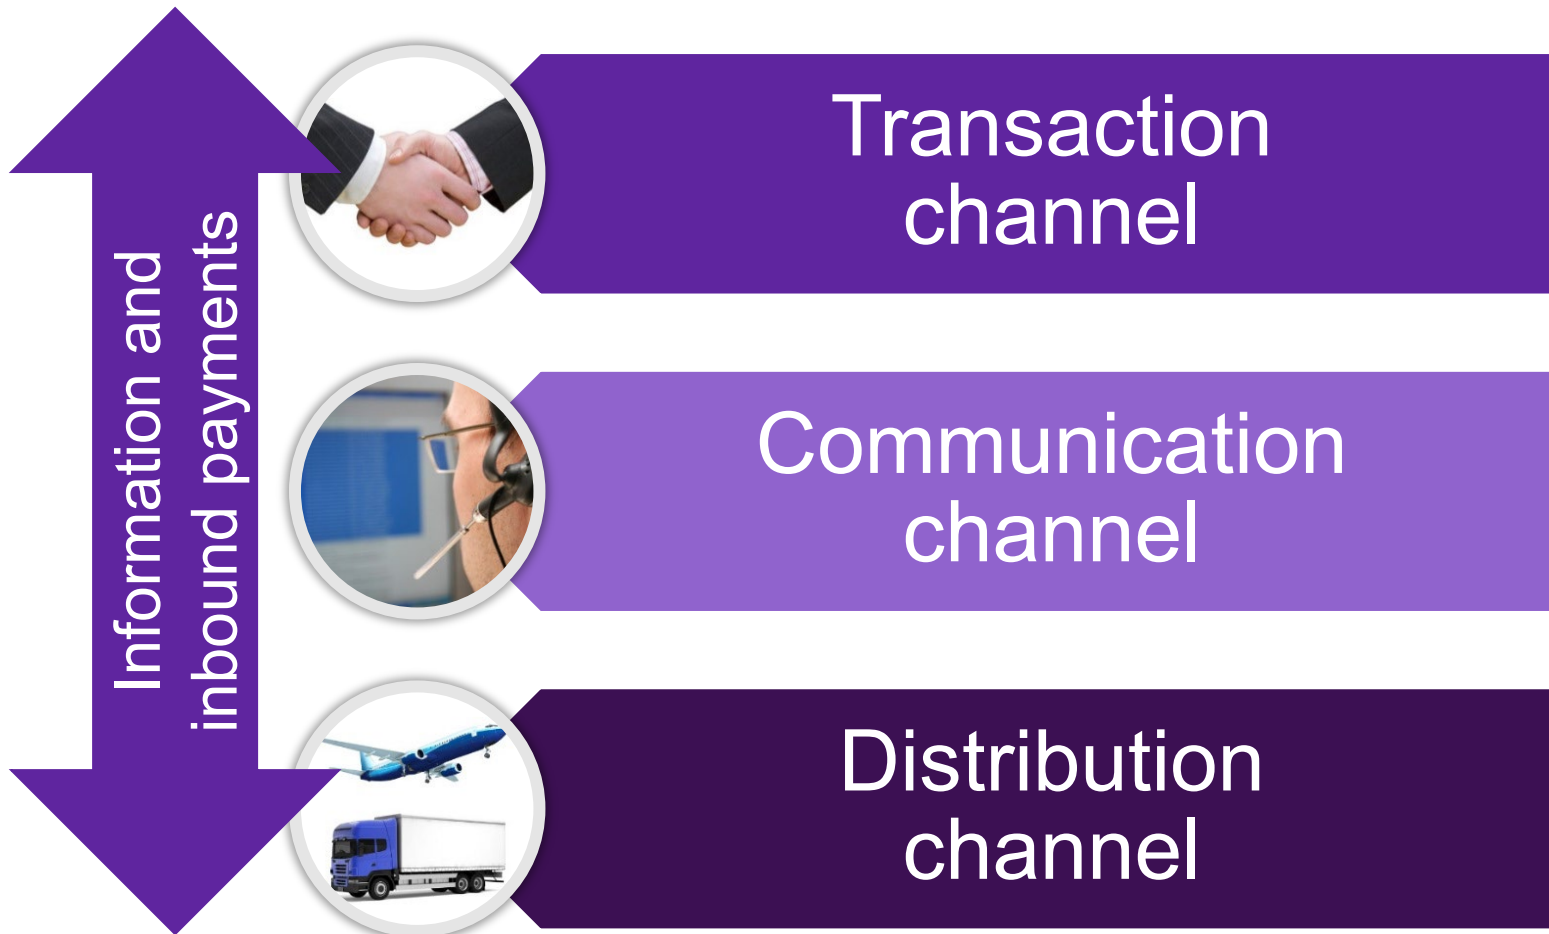 Information and
inbound payments
Transaction
channel
Communication
channel
Distribution
channel